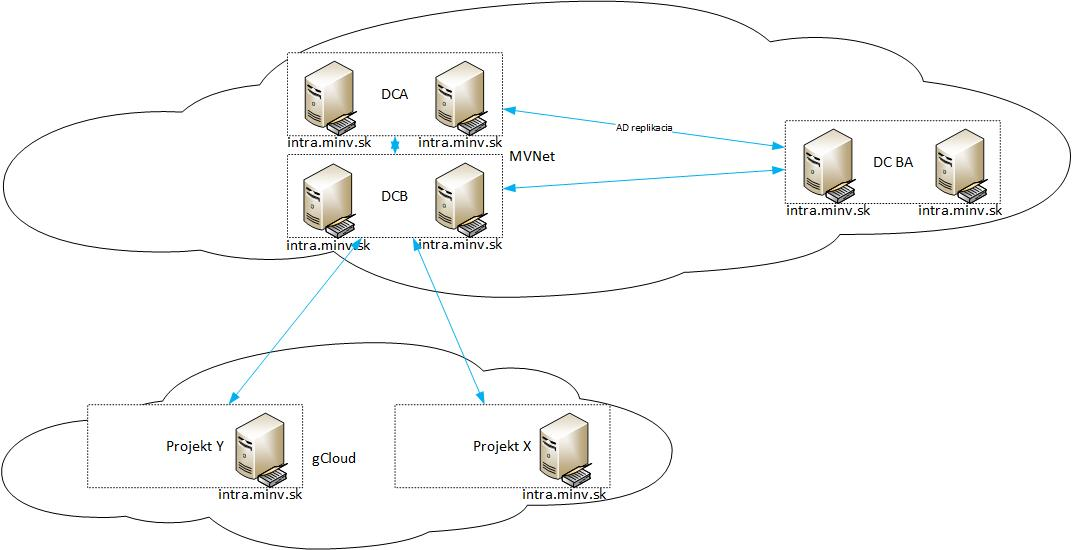 DCA
intra.minv.sk
intra.minv.sk
AD replikacia
MVNet
DCB
intra.minv.sk
intra.minv.sk
DC BA
intra.minv.sk
intra.minv.sk
Projekt Y
intra.minv.sk
gCloud
Projekt X
intra.minv.sk